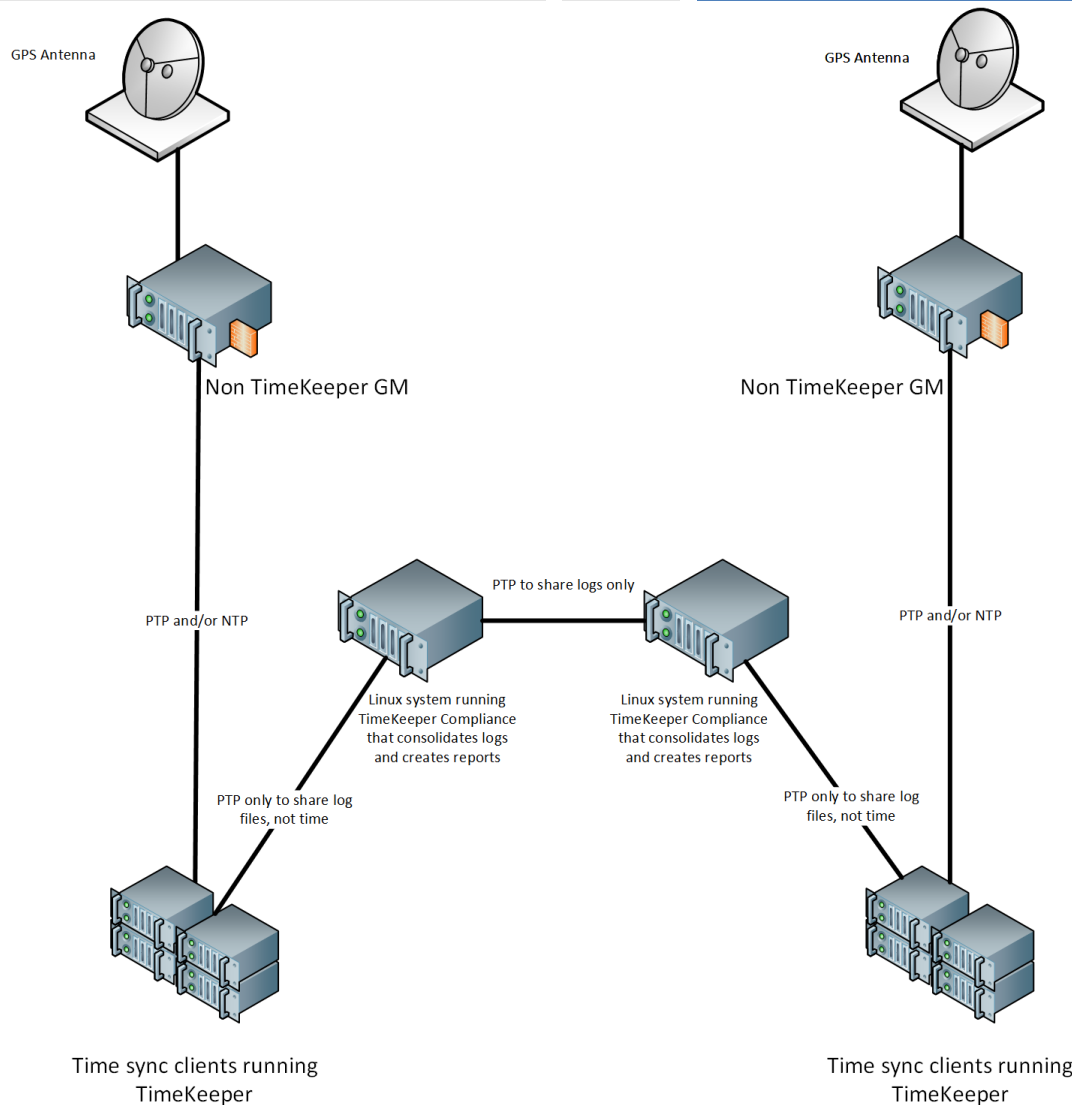 GPS Antenna
GPS Antenna
Non TimeKeeper GM
Non TimeKeeper GM
PTP to share logs only
PTP and/or NTP
PTP and/or NTP
Linux system running
TimeKeeper Compliance
that consolidates logs
and creates reports
Linux system running
TimeKeeper Compliance
that consolidates logs
and creates reports
PTP only to share log
files, not time
PTP only to share log
files, not time
Time sync clients running
TimeKeeper
Time sync clients running
TimeKeeper